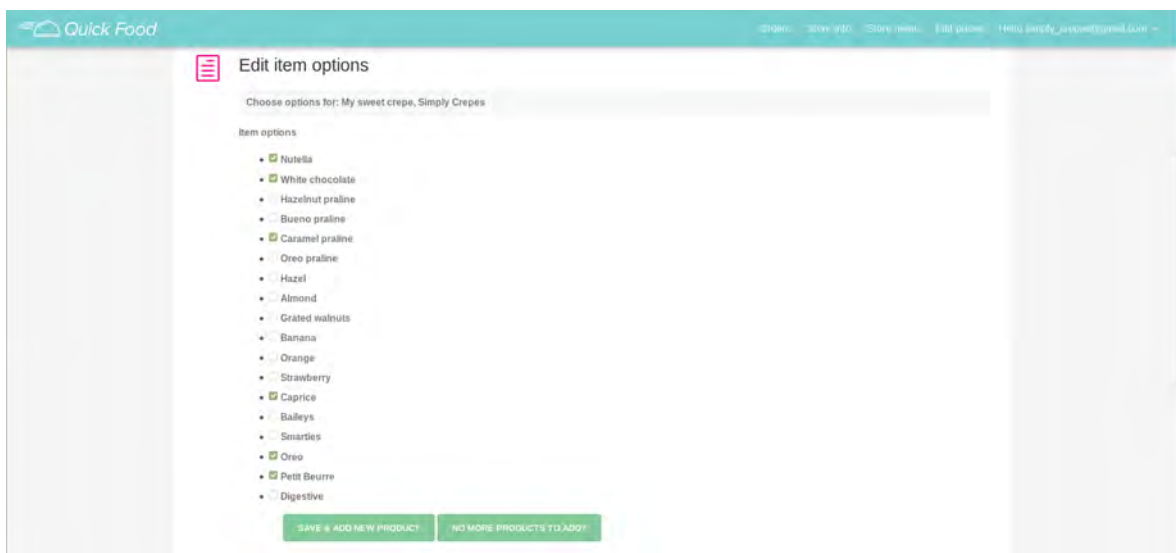 Quick Food
Orders Store info Store menu Edit prices
Edit item options
Choose options for: My sweet crepe, Simply Crepes
Item options
Nutella
White chocolate
Hazelnut praline
Bueno praline
Caramel praline
Oreo praline
Hazel
Almond
Grated walnuts
Banana
Orange
Strawberry
Caprice
Baileys
Smarties
Oreo
Petit Beurre
Digestive
SAVE & ADD NEW PRODUCT NO MORE PRODUCTS TO ADD?